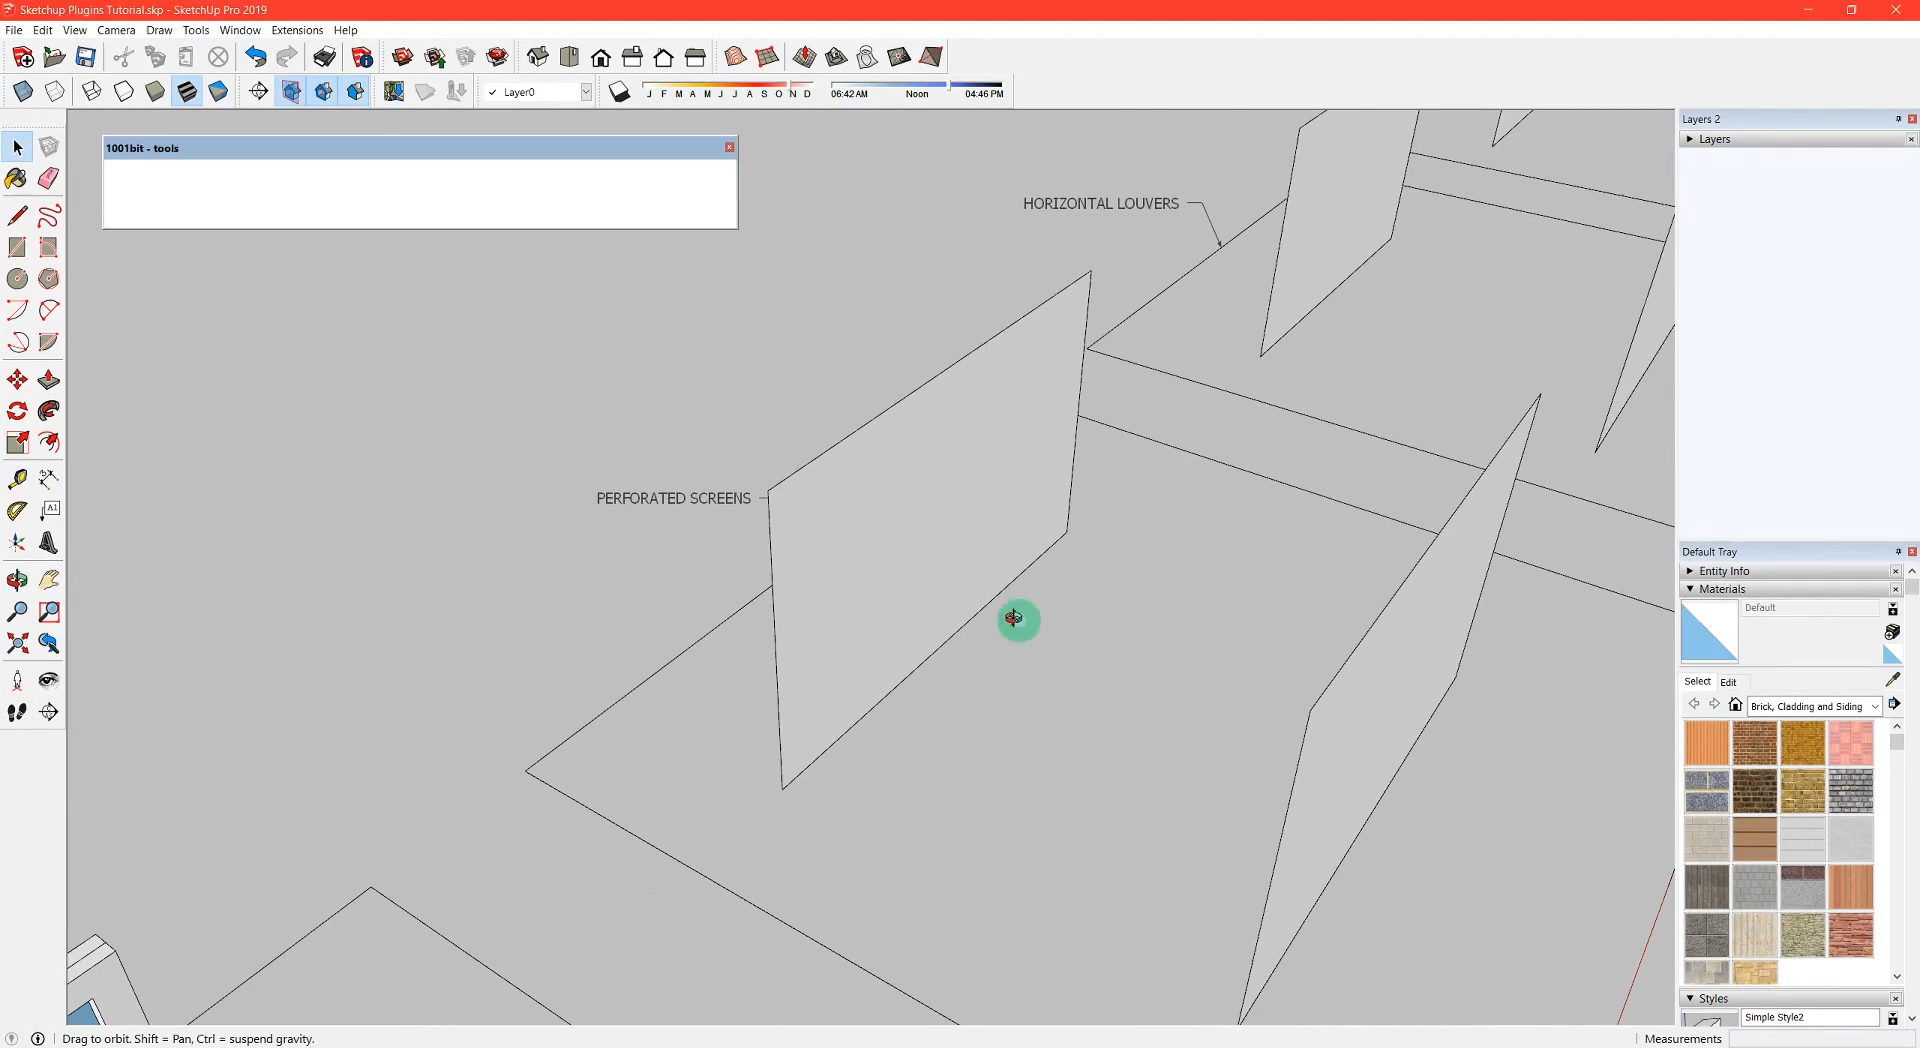 Sketchup Plugins Tutorial.skp - SketchUp Pro 2019
File Edit View Camera Draw Tools Window Extensions Help
Layer0
J F M A M J J A S O N D
06:42 AM Noon 04:46 PM
Layers 2
Layers
1001bit - tools
HORIZONTAL LOUVERS
PERFORATED SCREENS
A1
Default Tray
Entity Info
Materials
Default
Select Edit
Brick, Cladding and Siding
Styles
Simple Style2
Drag to orbit. Shift = Pan, Ctrl = suspend gravity.
Measurements